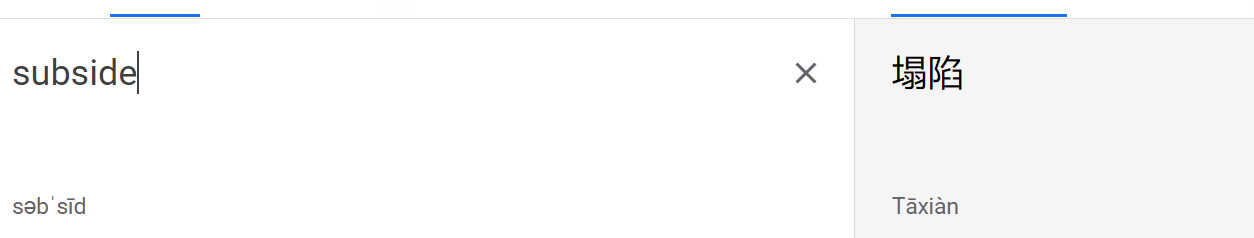 subside
塌陷
səbˈsīd
Tāxiàn